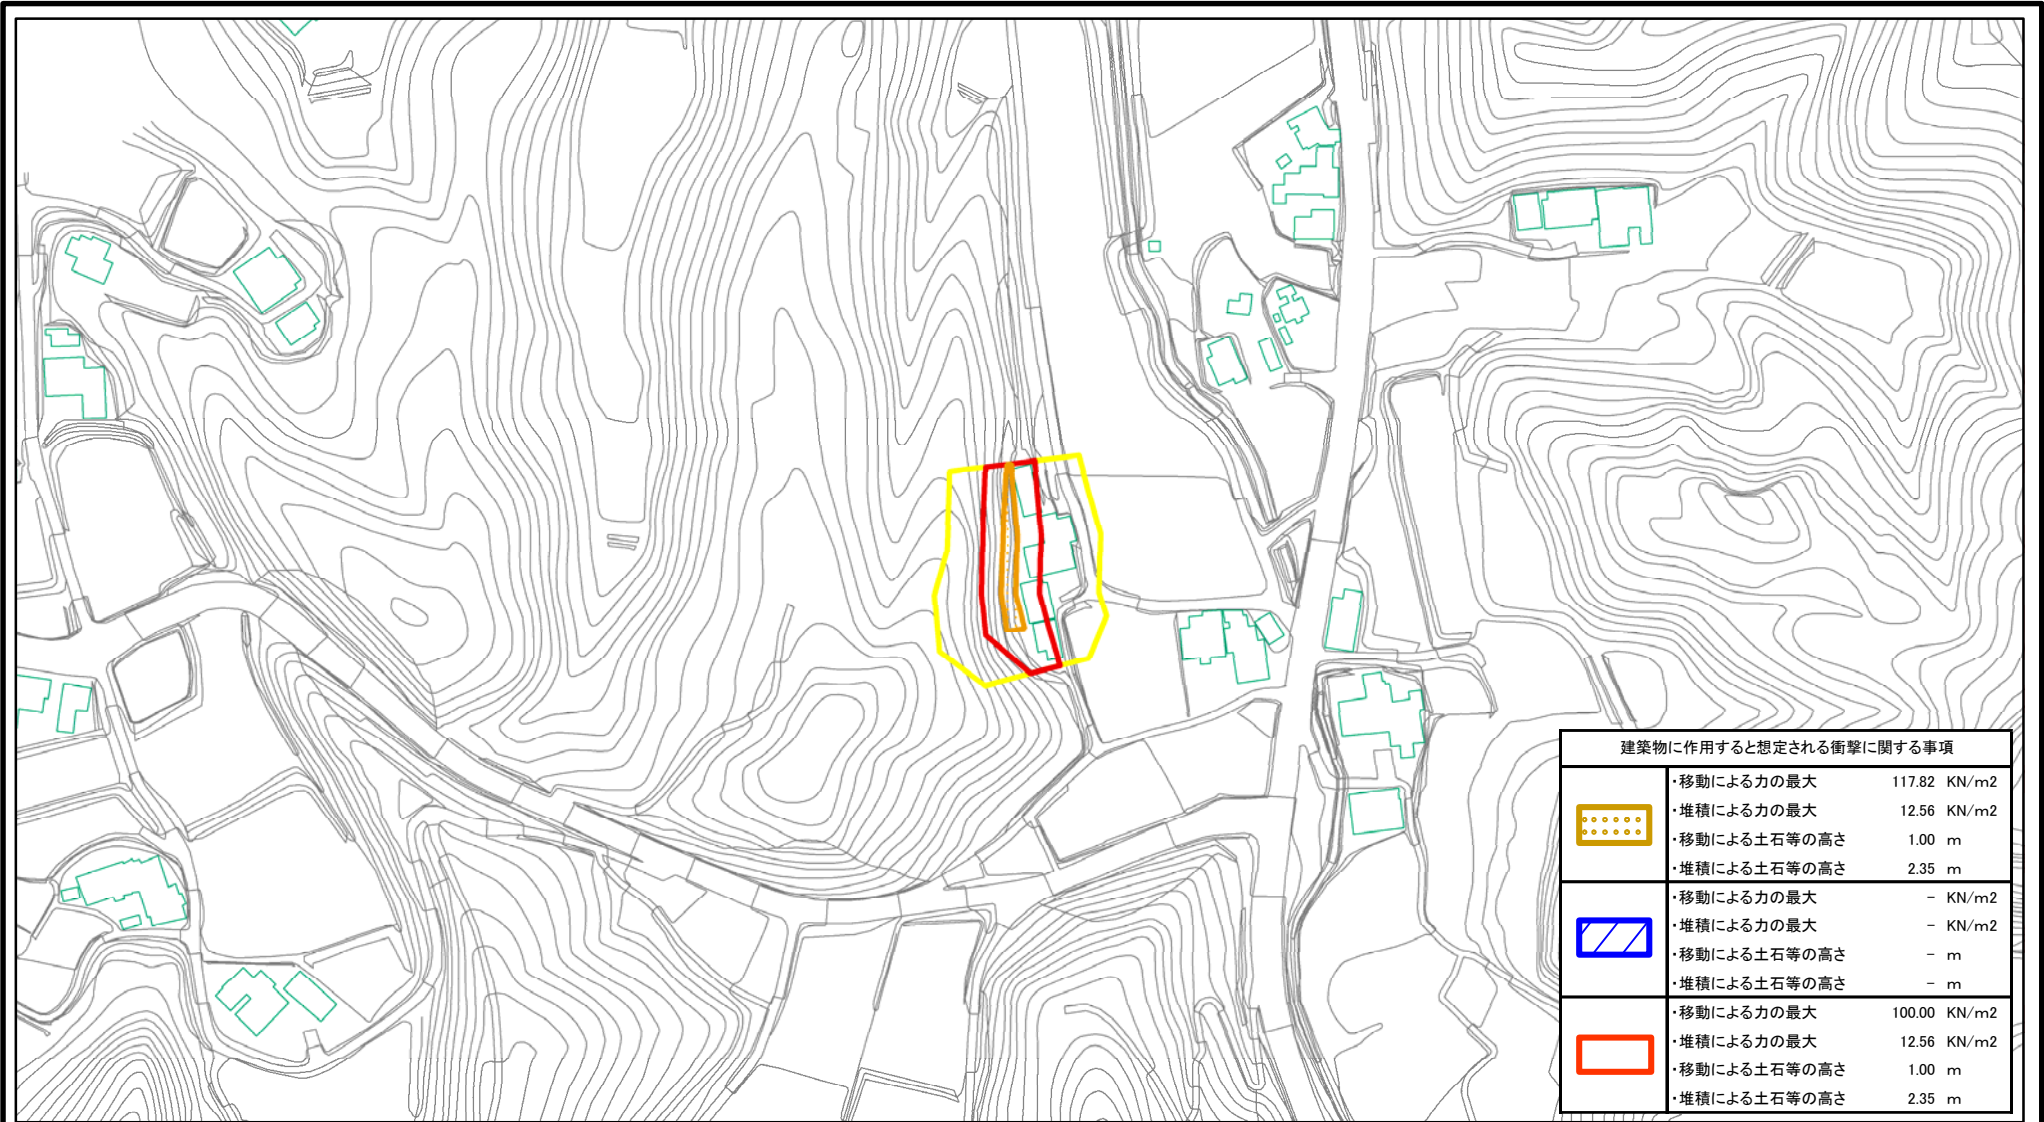 建築物に作用すると想定される衝撃に関する事項
・移動による力の最大 117.82 KN/m2
・堆積による力の最大 12.56 KN/m2
・移動による土石等の高さ 1.00 m
・堆積による土石等の高さ 2.35 m
・移動による力の最大 － KN/m2
・堆積による力の最大 － KN/m2
・移動による土石等の高さ － m
・堆積による土石等の高さ － m
・移動による力の最大 100.00 KN/m2
・堆積による力の最大 12.56 KN/m2
・移動による土石等の高さ 1.00 m
・堆積による土石等の高さ 2.35 m